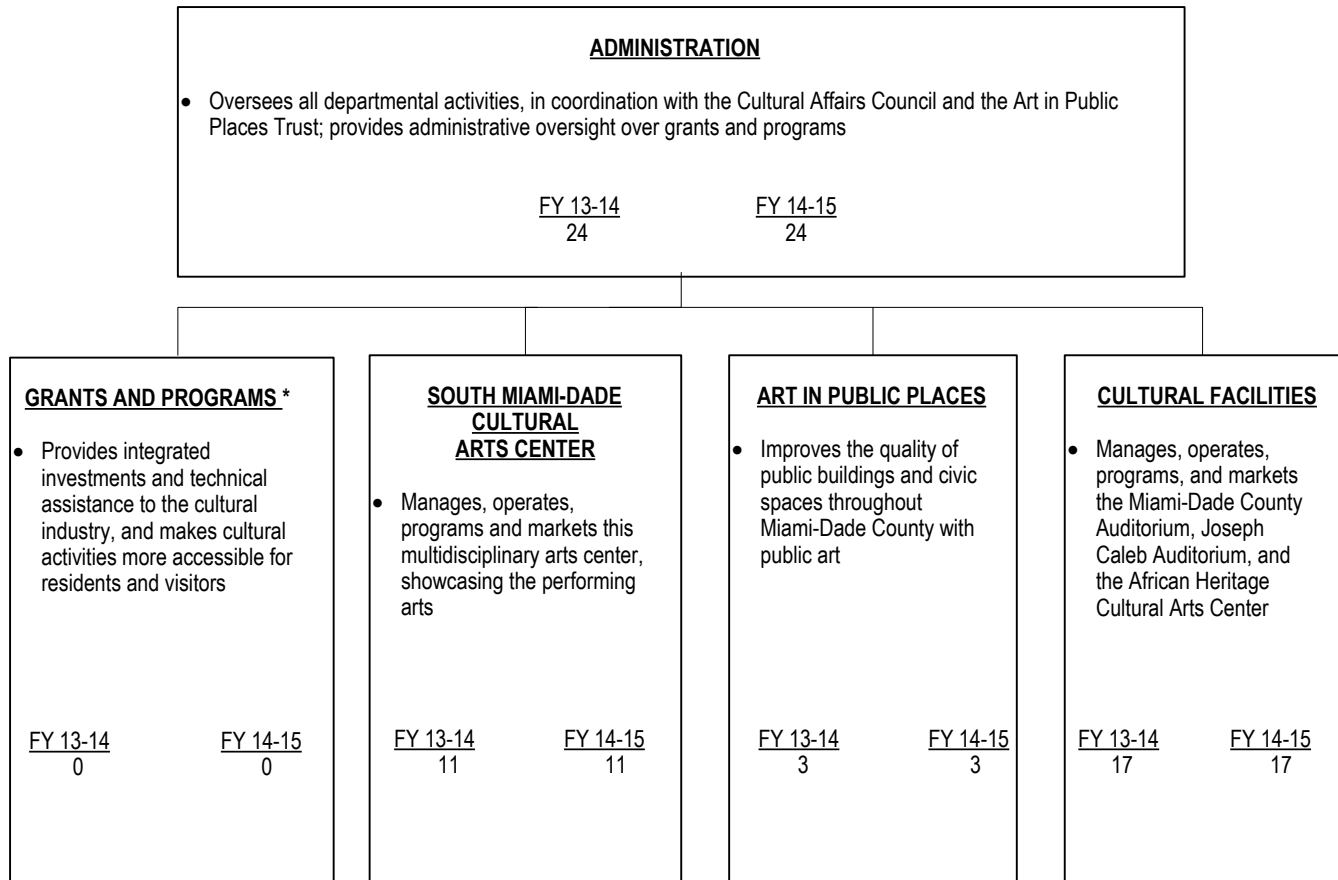 ADMINISTRATION
• Oversees all departmental activities, in coordination with the Cultural Affairs Council and the Art in Public
Places Trust; provides administrative oversight over grants and programs
FY 13-14 FY 14-15
24 24
GRANTS AND PROGRAMS *
• Provides integrated
investments and technical
assistance to the cultural
industry, and makes cultural
activities more accessible for
residents and visitors
FY 13-14 FY 14-15
0 0
SOUTH MIAMI-DADE
CULTURAL
ARTS CENTER
• Manages, operates,
programs and markets this
multidisciplinary arts center,
showcasing the performing
arts
FY 13-14 FY 14-15
11 11
ART IN PUBLIC PLACES
• Improves the quality of
public buildings and civic
spaces throughout
Miami-Dade County with
public art
FY 13-14 FY 14-15
3 3
CULTURAL FACILITIES
• Manages, operates,
programs, and markets
the Miami-Dade County
Auditorium, Joseph
Caleb Auditorium, and
the African Heritage
Cultural Arts Center
FY 13-14 FY 14-15
17 17